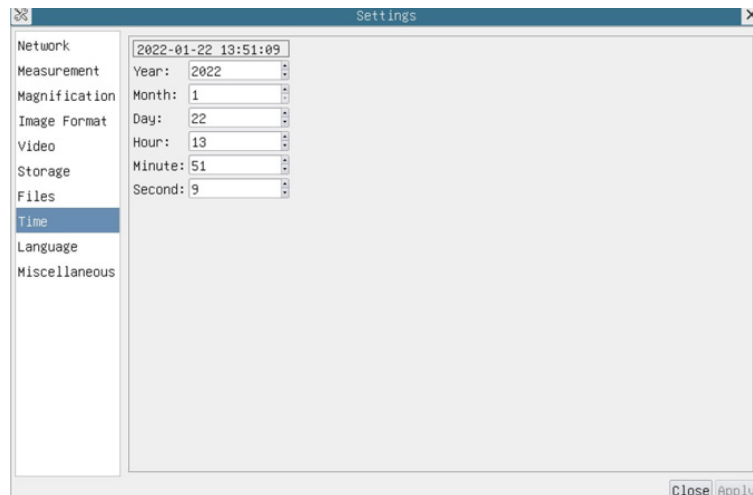 Settings
Network
Measurement
Magnification
Image Format
Video
Storage
Files
Time
Language
Miscellaneous
2022-01-22 13:51:09
Year: 2022
Month: 1
Day: 22
Hour: 13
Minute: 51
Second: 9
Close Apply